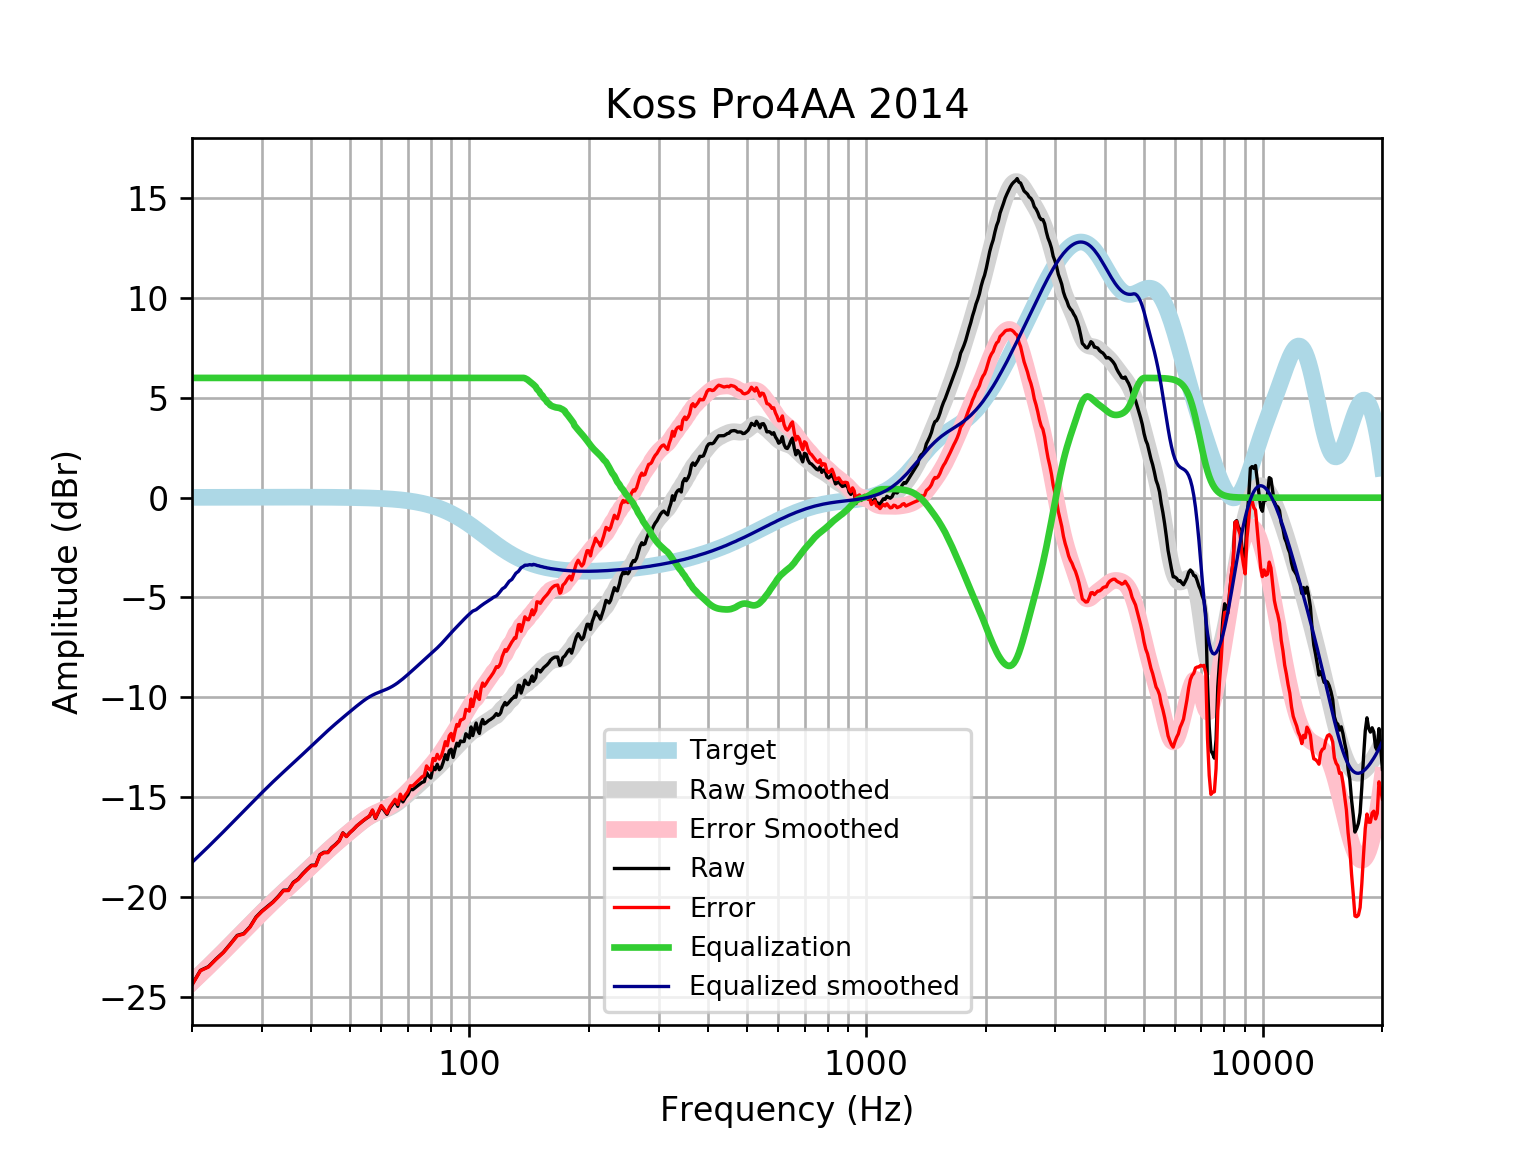 Koss Pro4AA 2014
15
10
5
0
−5
−10
−15
−20
−25
Amplitude (dBr)
Target
Raw Smoothed
Error Smoothed
Raw
Error
Equalization
Equalized smoothed
100 1000 10000
Frequency (Hz)